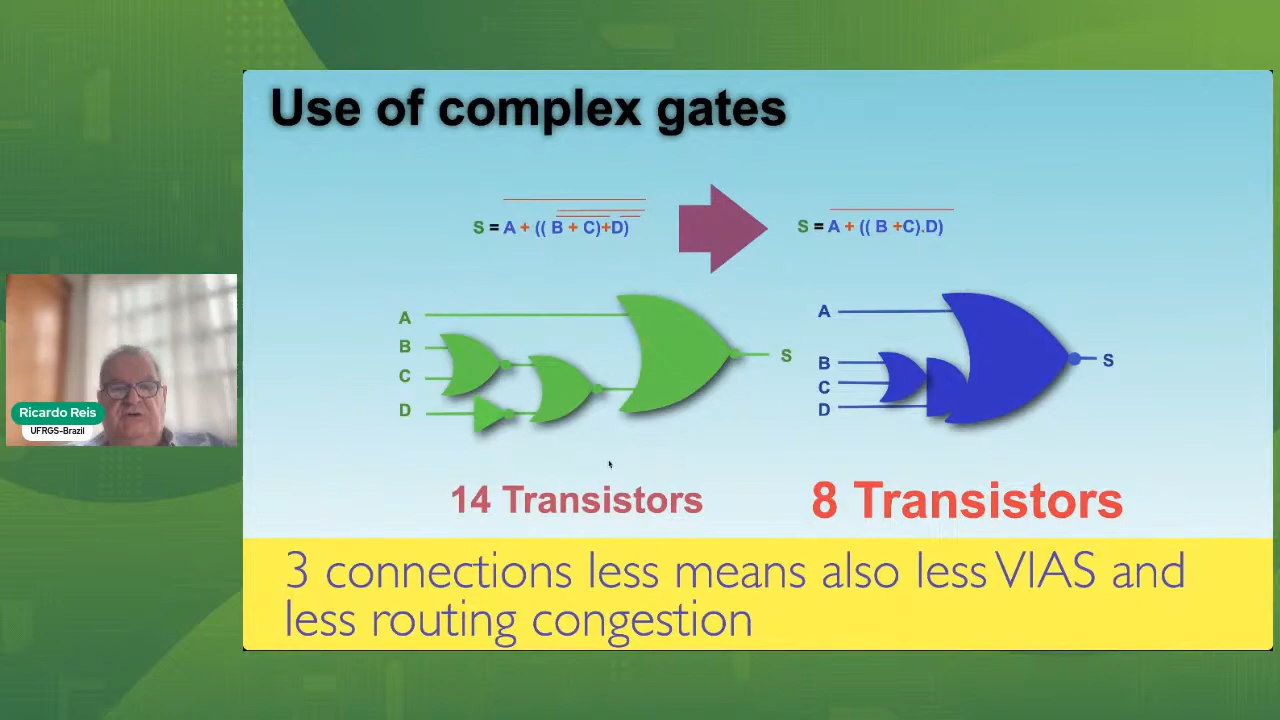 Use of complex gates
S = A + (( B + C)+D)
S = A + (( B +C).D)
A
B
C
D
S
A
B
C
D
S
14 Transistors
8 Transistors
3 connections less means also less VIAS and
less routing congestion
Ricardo Reis
UFRGS-Brazil